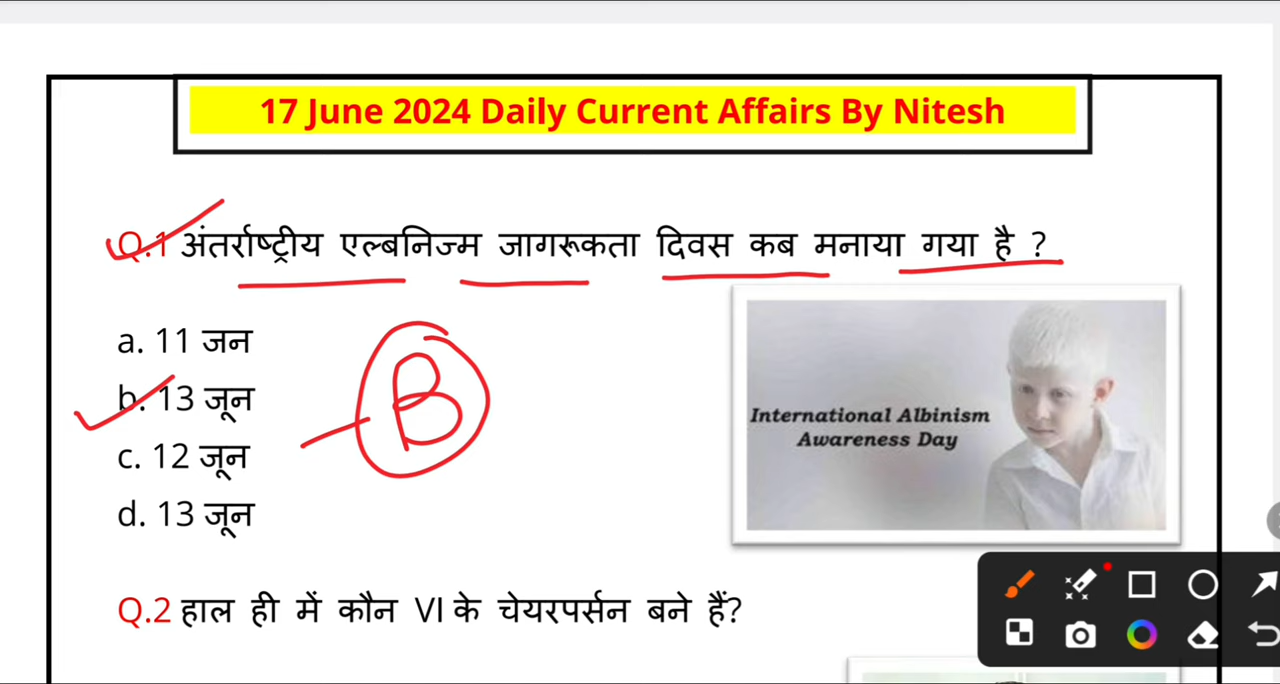 17 June 2024 Daily Current Affairs By Nitesh
Q.1 अंतर्राष्ट्रीय एल्बनिज्म जागरूकता दिवस कब मनाया गया है ?
a. 11 जन
b. 13 जून
c. 12 जून
d. 13 जून
B
International Albinism
Awareness Day
Q.2 हाल ही में कौन VI के चेयरपर्सन बने हैं?